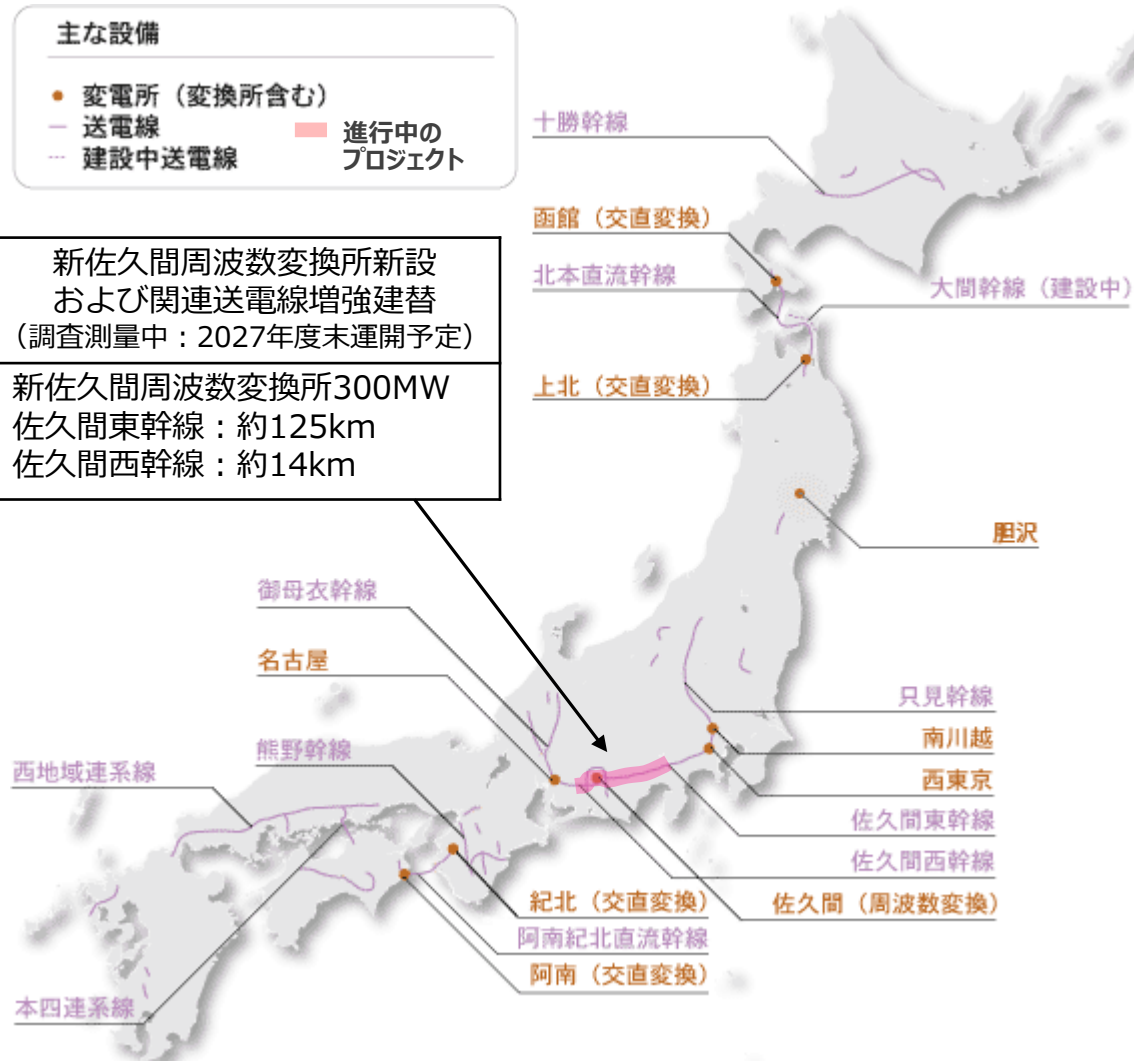 主な設備
変電所（変換所含む）
送電線
建設中送電線
進行中の
プロジェクト
新佐久間周波数変換所新設
および関連送電線増強建替
（調査測量中：2027年度末運開予定）
新佐久間周波数変換所300MW
佐久間東幹線：約125km
佐久間西幹線：約14km
十勝幹線
函館（交直変換）
北本直流幹線
大間幹線（建設中）
上北（交直変換）
胆沢
御母衣幹線
名古屋
熊野幹線
西地域連系線
只見幹線
南川越
西東京
佐久間東幹線
佐久間西幹線
佐久間（周波数変換）
紀北（交直変換）
阿南紀北直流幹線
阿南（交直変換）
本四連系線